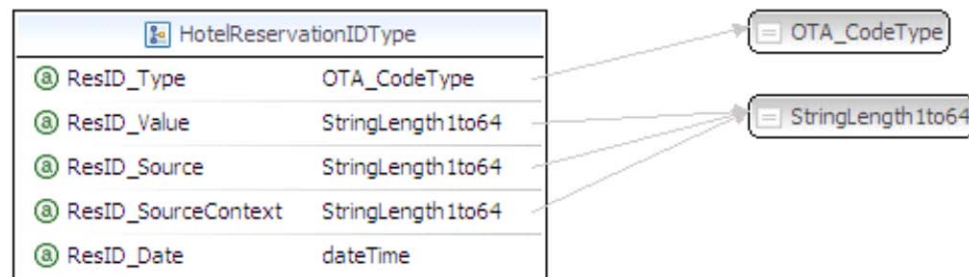 HotelReservationIDType
ResID_Type OTA_CodeType
ResID_Value StringLength1to64
ResID_Source StringLength1to64
ResID_SourceContext StringLength1to64
ResID_Date dateTime
OTA_CodeType
StringLength1to64